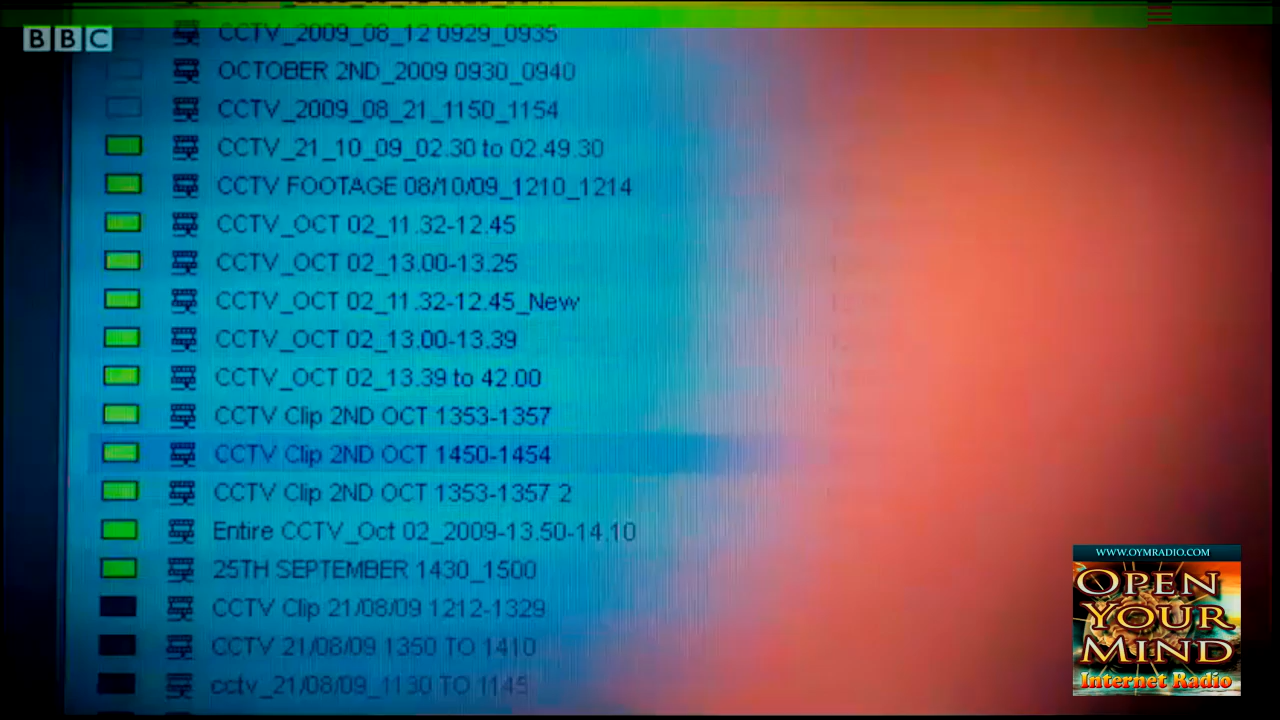 BBC
CCTV_2009_08_12 0929_0935
OCTOBER 2ND_2009 0930_0940
CCTV_2009_08_21_1150_1154
CCTV_21_10_09_02.30 to 02.49.30
CCTV FOOTAGE 08/10/09_1210_1214
CCTV_OCT 02_11.32-12.45
CCTV_OCT 02_13.00-13.25
CCTV_OCT 02_11.32-12.45_New
CCTV_OCT 02_13.00-13.39
CCTV_OCT 02_13.39 to 42.00
CCTV Clip 2ND OCT 1353-1357
CCTV Clip 2ND OCT 1450-1454
CCTV Clip 2ND OCT 1353-1357 2
Entire CCTV_Oct 02_2009-13.50-14.10
25TH SEPTEMBER 1430_1500
CCTV Clip 21/08/09 1212-1329
CCTV 21/08/09 1350 TO 1410
cctv_21/08/09_1130 TO 1145
WWW.OYMRADIO.COM
OPEN
YOUR
MIND
Internet Radio